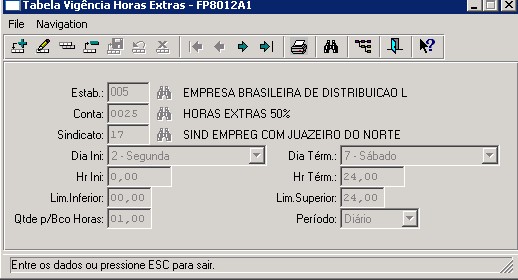 Tabela Vigência Horas Extras - FP8012A1
File Navigation
Estab.: 005 EMPRESA BRASILEIRA DE DISTRIBUICAO L
Conta: 0025 HORAS EXTRAS 50%
Sindicato: 17 SIND EMPREG COM JUAZEIRO DO NORTE
Dia Ini: 2 - Segunda Dia Térm.: 7 - Sábado
Hr Ini: 0,00 Hr Térm.: 24,00
Lim.Inferior: 00,00 Lim.Superior: 24,00
Qtde p/Bco Horas: 01,00 Período: Diário
Entre os dados ou pressione ESC para sair.